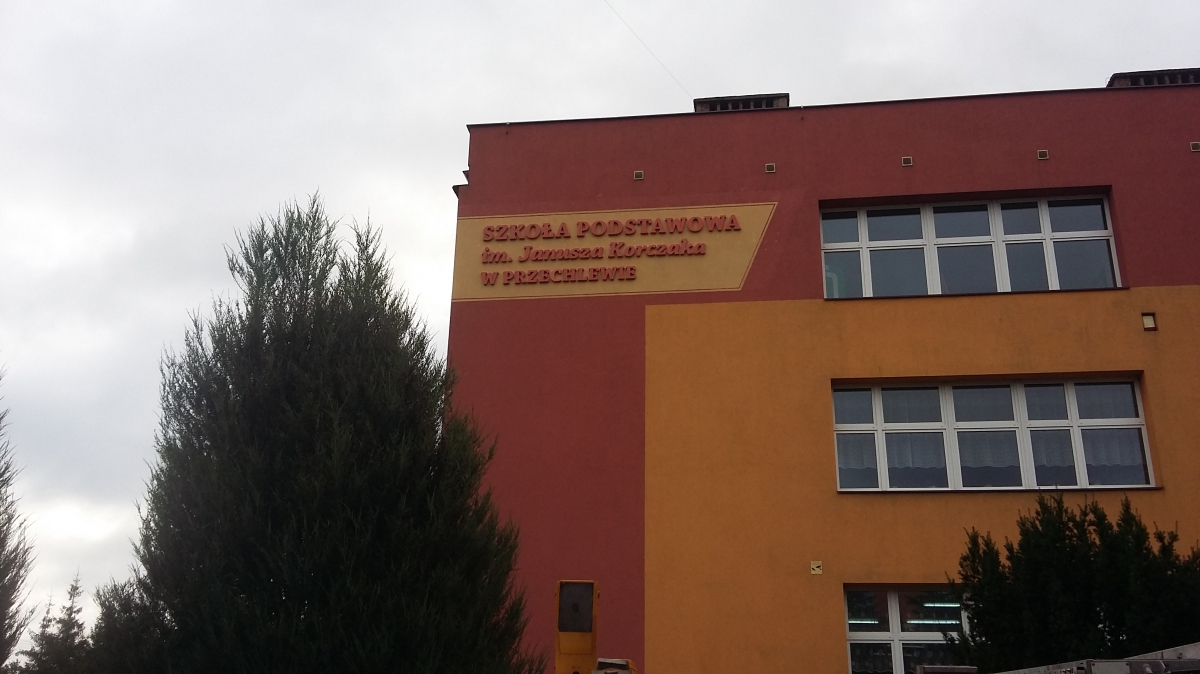 SZKOŁA PODSTAWOWA
im. Janusza Korczaka
W PRZECHLEWIE